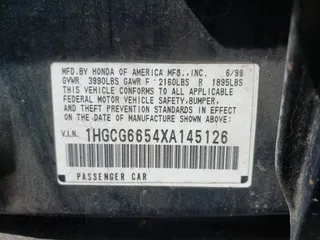 MFD.BY HONDA OF AMERICA MFG.,INC. 6/99
GVWR 3990LBS GAWR F 2160LBS R 1895LBS
THIS VEHICLE CONFORMS TO ALL APPLICABLE
FEDERAL MOTOR VEHICLE SAFETY,BUMPER,
AND THEFT PREVENTION STANDARDS IN EFFECT
ON THE DATE OF MANUFACTURE SHOWN ABOVE.
V.I.N. 1HGCG6654XA145126
PASSENGER CAR